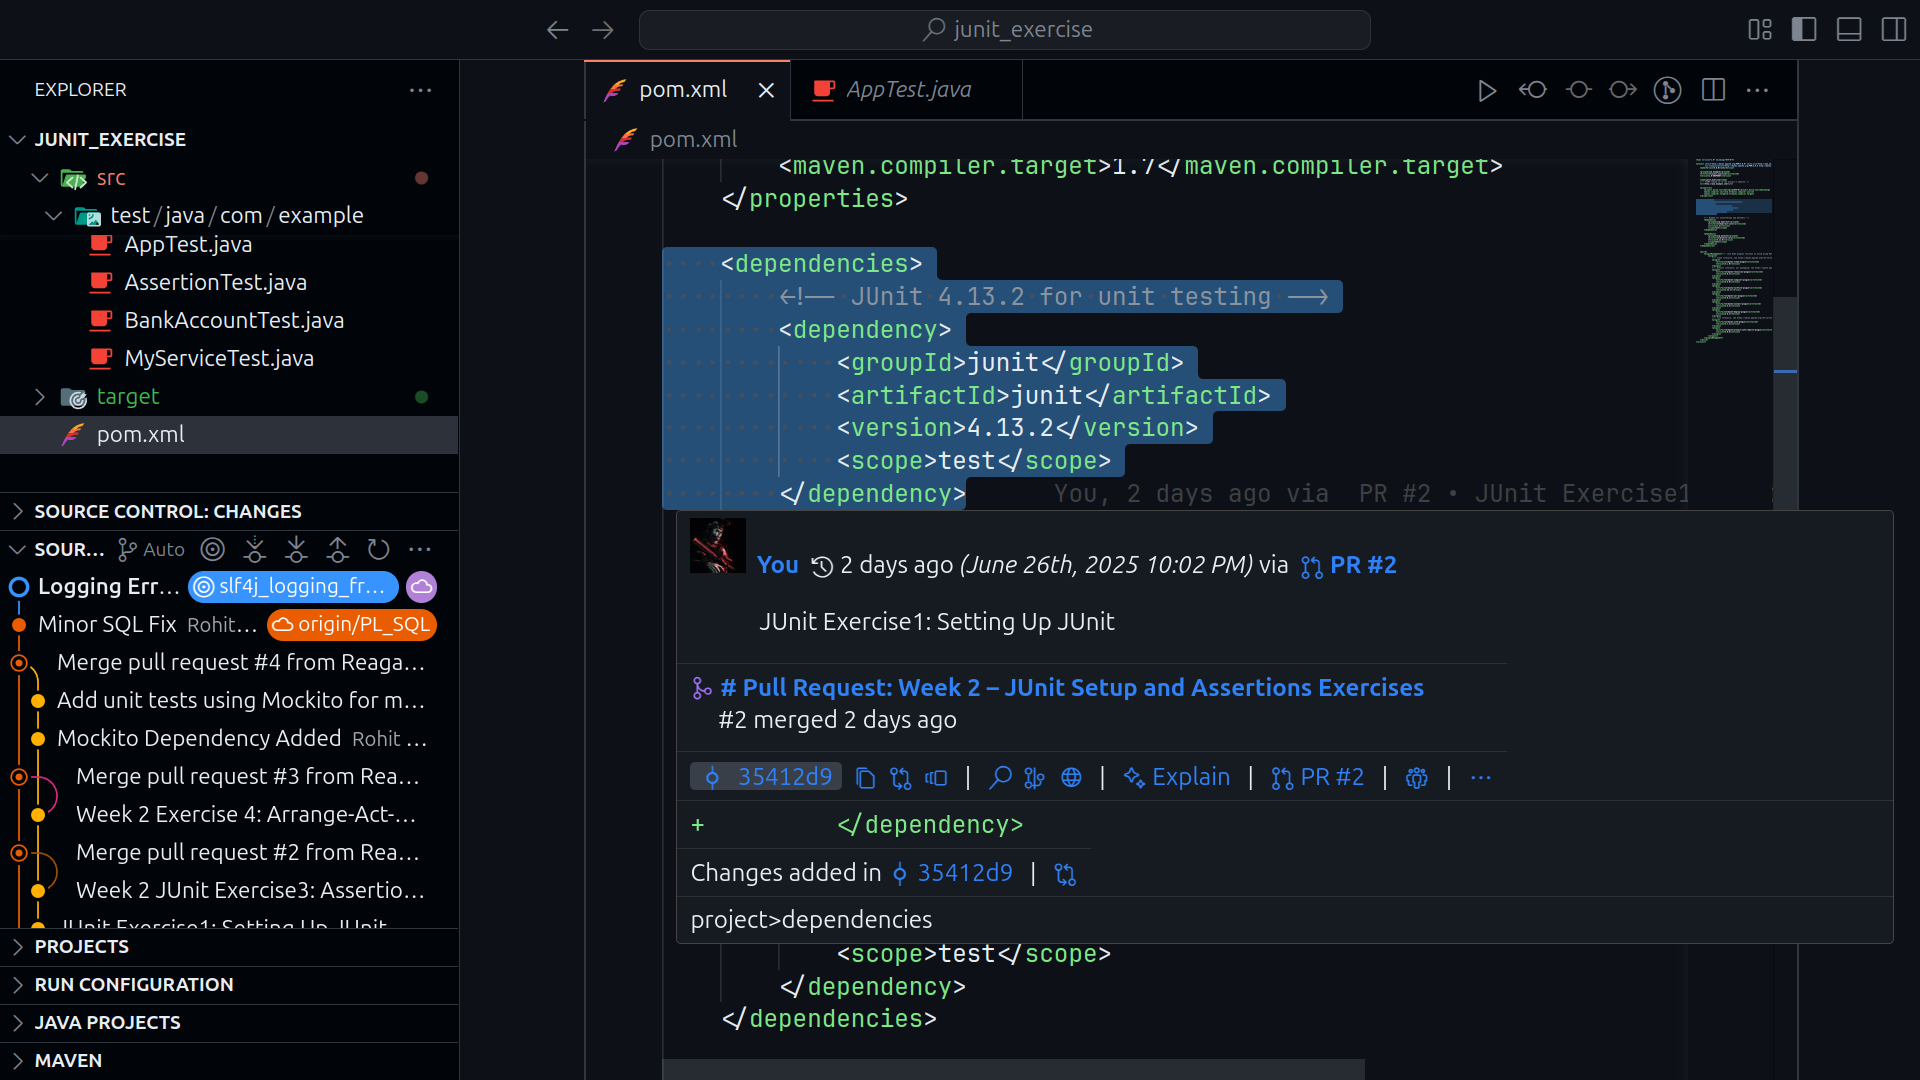 junit_exercise
EXPLORER
JUNIT_EXERCISE
src
test/java/com/example
AppTest.java
AssertionTest.java
BankAccountTest.java
MyServiceTest.java
target
pom.xml
SOURCE CONTROL: CHANGES
SOUR... Auto
Logging Err... slf4j_logging_fr...
Minor SQL Fix Rohit... origin/PL_SQL
Merge pull request #4 from Reaga...
Add unit tests using Mockito for m...
Mockito Dependency Added Rohit ...
Merge pull request #3 from Rea...
Week 2 Exercise 4: Arrange-Act-...
Merge pull request #2 from Rea...
Week 2 JUnit Exercise3: Assertio...
JUnit Exercise1: Setting Up JUnit
PROJECTS
RUN CONFIGURATION
JAVA PROJECTS
MAVEN
pom.xml AppTest.java
pom.xml
<maven.compiler.target>1.7</maven.compiler.target>
</properties>
<dependencies>
<!-- JUnit 4.13.2 for unit testing -->
<dependency>
<groupId>junit</groupId>
<artifactId>junit</artifactId>
<version>4.13.2</version>
<scope>test</scope>
</dependency> You, 2 days ago via PR #2 • JUnit Exercise1
You 2 days ago (June 26th, 2025 10:02 PM) via PR #2
JUnit Exercise1: Setting Up JUnit
# Pull Request: Week 2 – JUnit Setup and Assertions Exercises
#2 merged 2 days ago
35412d9 | | Explain | PR #2 | | ...
+ </dependency>
Changes added in 35412d9 |
project>dependencies
<scope>test</scope>
</dependency>
</dependencies>